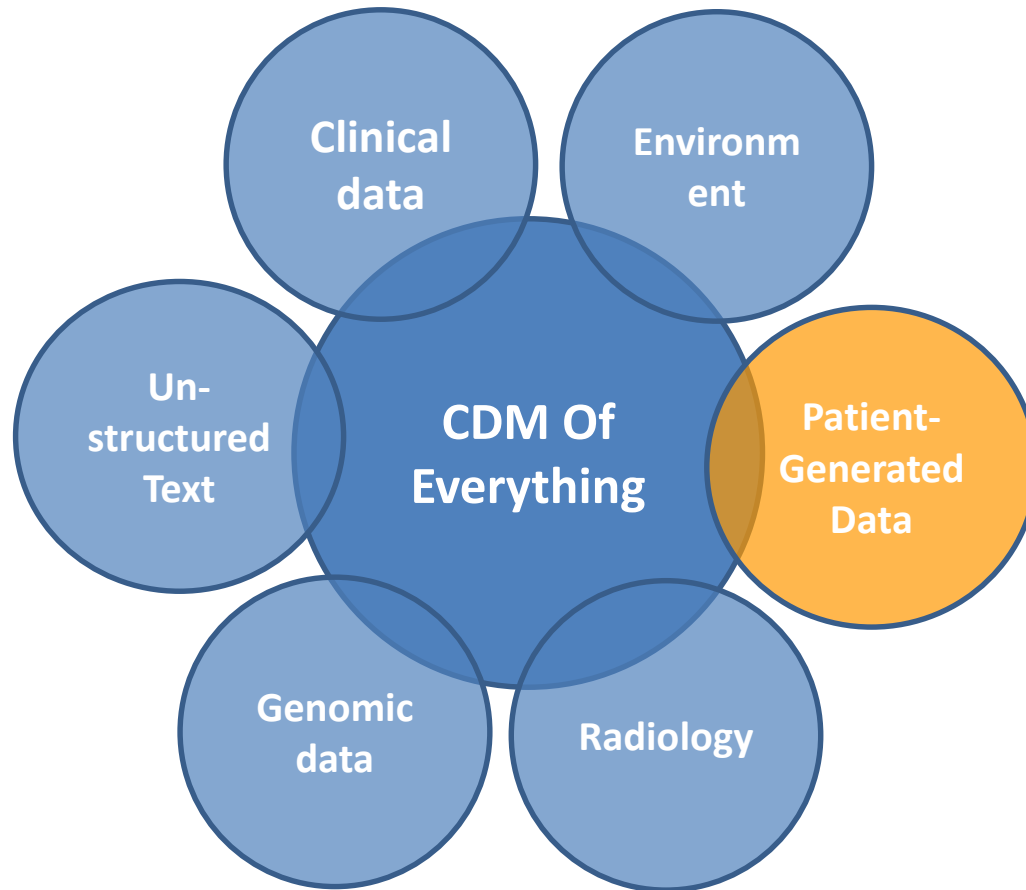 Clinical
data
Environm
ent
Un-
structured
Text
CDM Of
Everything
Patient-
Generated
Data
Genomic
data
Radiology